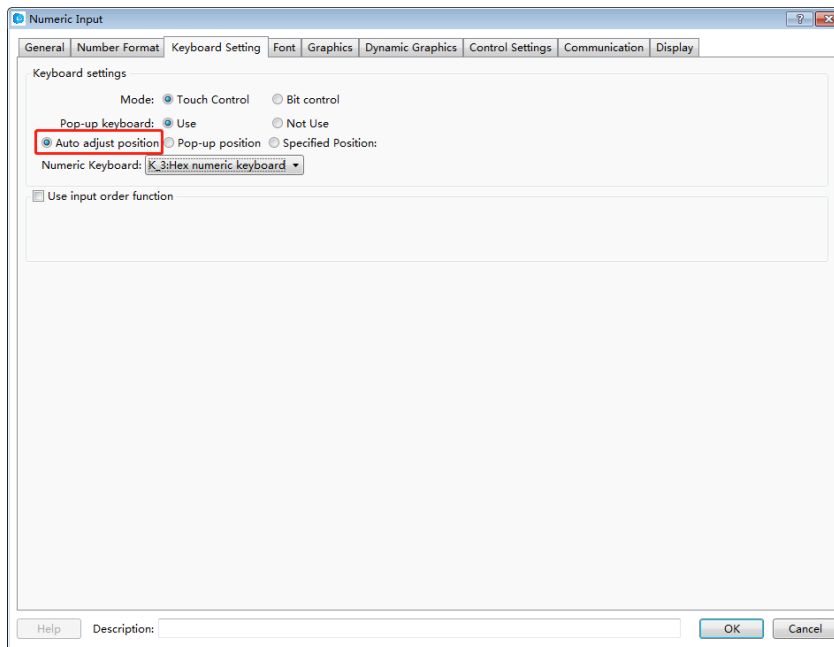 Numeric Input
General Number Format Keyboard Setting Font Graphics Dynamic Graphics Control Settings Communication Display
Keyboard settings
Mode: Touch Control Bit control
Pop-up keyboard: Use Not Use
Auto adjust position Pop-up position Specified Position:
Numeric Keyboard: K_3:Hex numeric keyboard
Use input order function
Help Description: OK Cancel